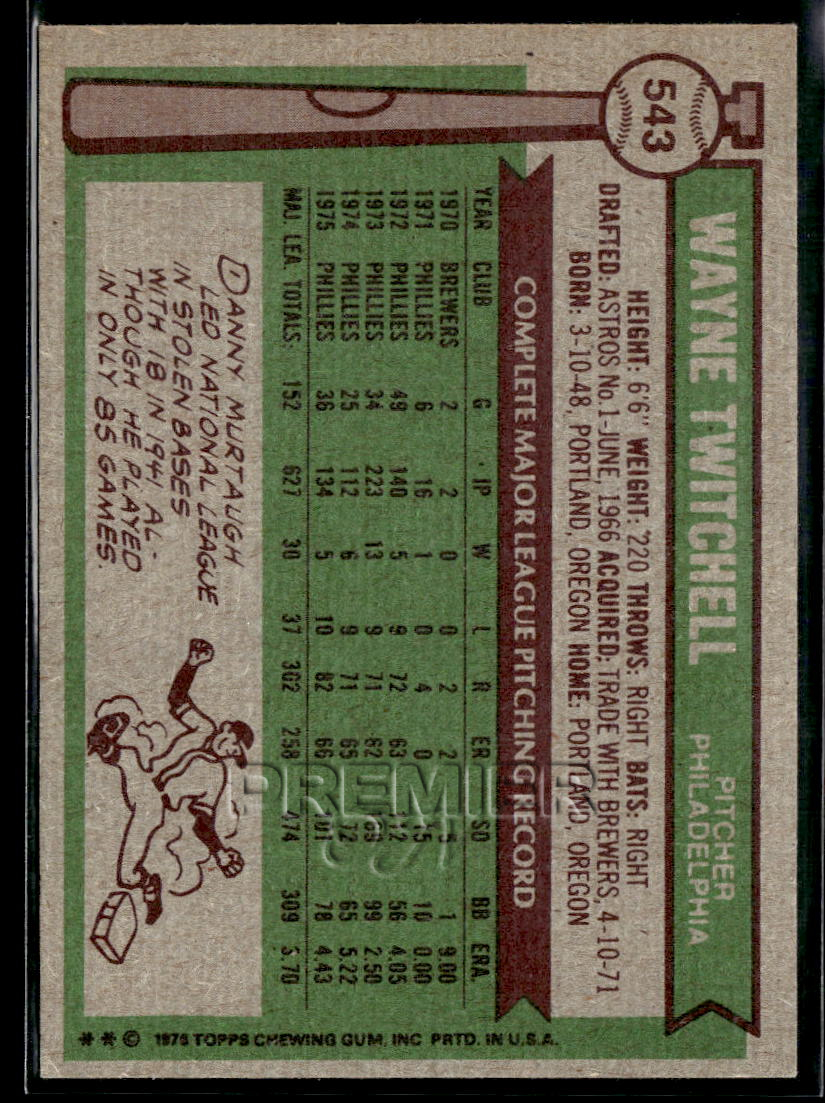 543
WAYNE TWITCHELL
PITCHER
PHILADELPHIA
HEIGHT: 6'6" WEIGHT: 220 THROWS: RIGHT BATS: RIGHT
DRAFTED: ASTROS No. 1-JUNE, 1966 ACQUIRED: TRADE WITH BREWERS, 4-10-71
BORN: 3-10-48, PORTLAND, OREGON HOME: PORTLAND, OREGON
COMPLETE MAJOR LEAGUE PITCHING RECORD
YEAR CLUB G IP W L R ER SO BB ERA
1970 BREWERS 2 2 0 0 2 2 5 1 9.00
1971 PHILLIES 6 16 1 0 4 0 15 10 0.00
1972 PHILLIES 49 140 5 9 72 63 112 56 4.05
1973 PHILLIES 34 223 13 9 71 62 169 99 2.50
1974 PHILLIES 25 112 6 9 71 65 72 65 5.22
1975 PHILLIES 36 134 5 10 82 66 101 78 4.43
MAJ. LEA. TOTALS: 152 627 30 37 302 258 474 309 3.70
DANNY MURTAUGH
LED NATIONAL LEAGUE
IN STOLEN BASES
WITH 18 IN 1941 AL-
THOUGH HE PLAYED
IN ONLY 85 GAMES.
* * © 1976 TOPPS CHEWING GUM, INC PRTD. IN U.S.A.
PREMIER